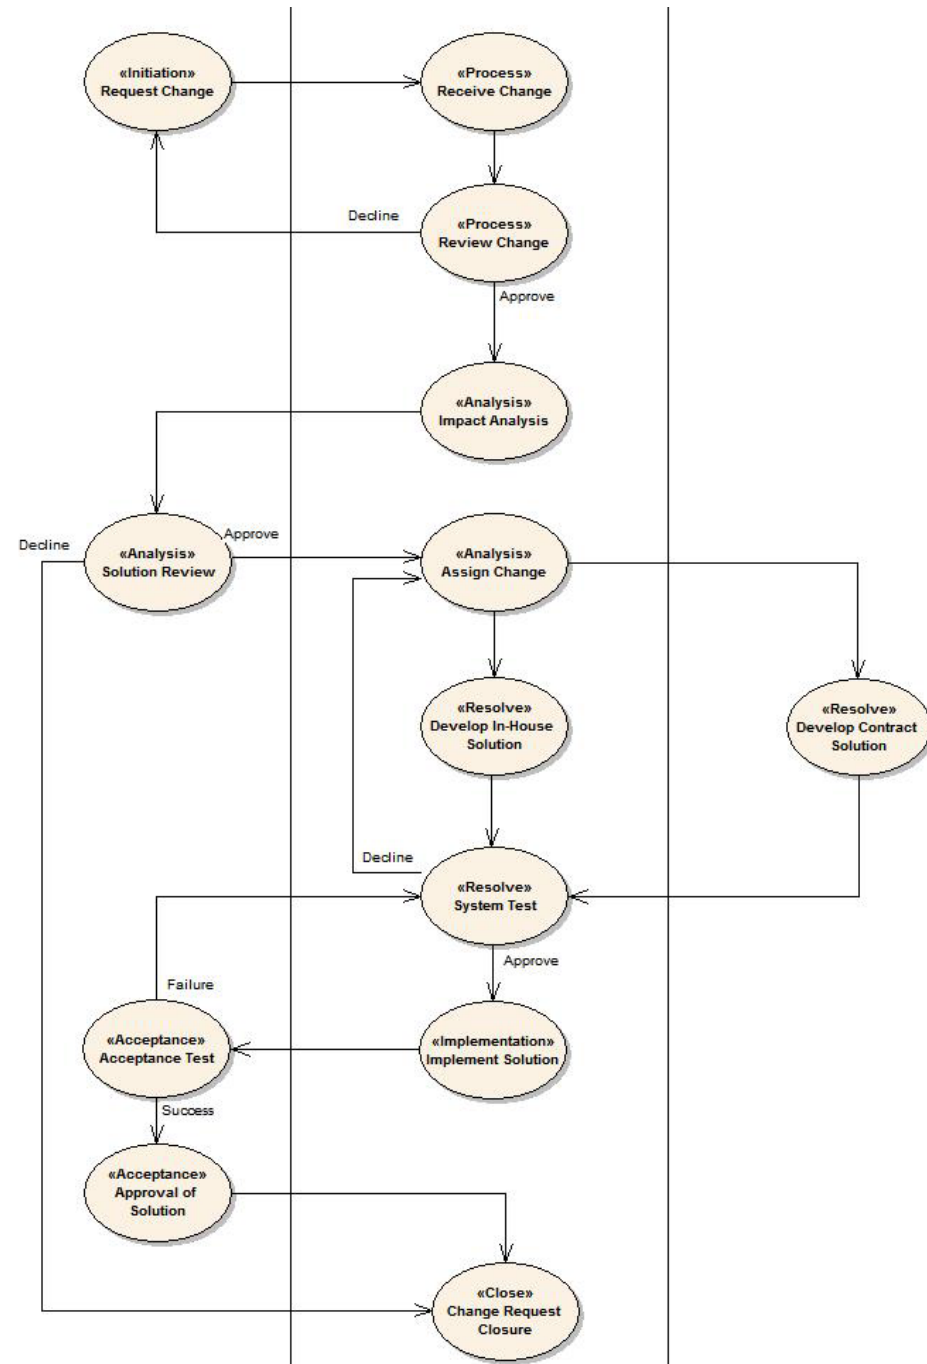 «Initiation»
Request Change
«Process»
Receive Change
Decline
«Process»
Review Change
Approve
«Analysis»
Impact Analysis
Decline
«Analysis»
Solution Review
Approve
«Analysis»
Assign Change
«Resolve»
Develop In-House
Solution
«Resolve»
Develop Contract
Solution
Decline
«Resolve»
System Test
Approve
Failure
«Acceptance»
Acceptance Test
«Implementation»
Implement Solution
Success
«Acceptance»
Approval of
Solution
«Close»
Change Request
Closure